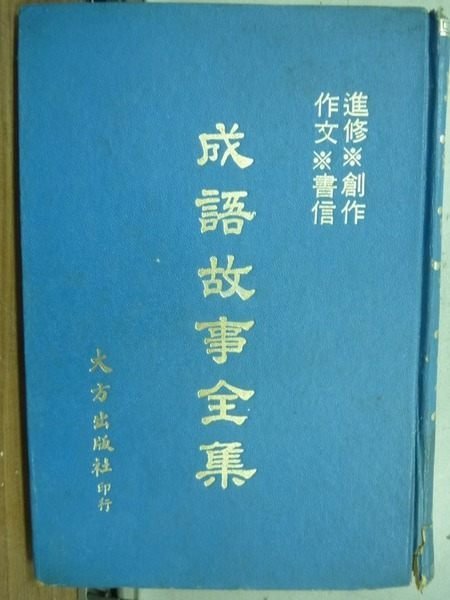 進修※創作
作文※書信
成語故事全集
大方出版社印行